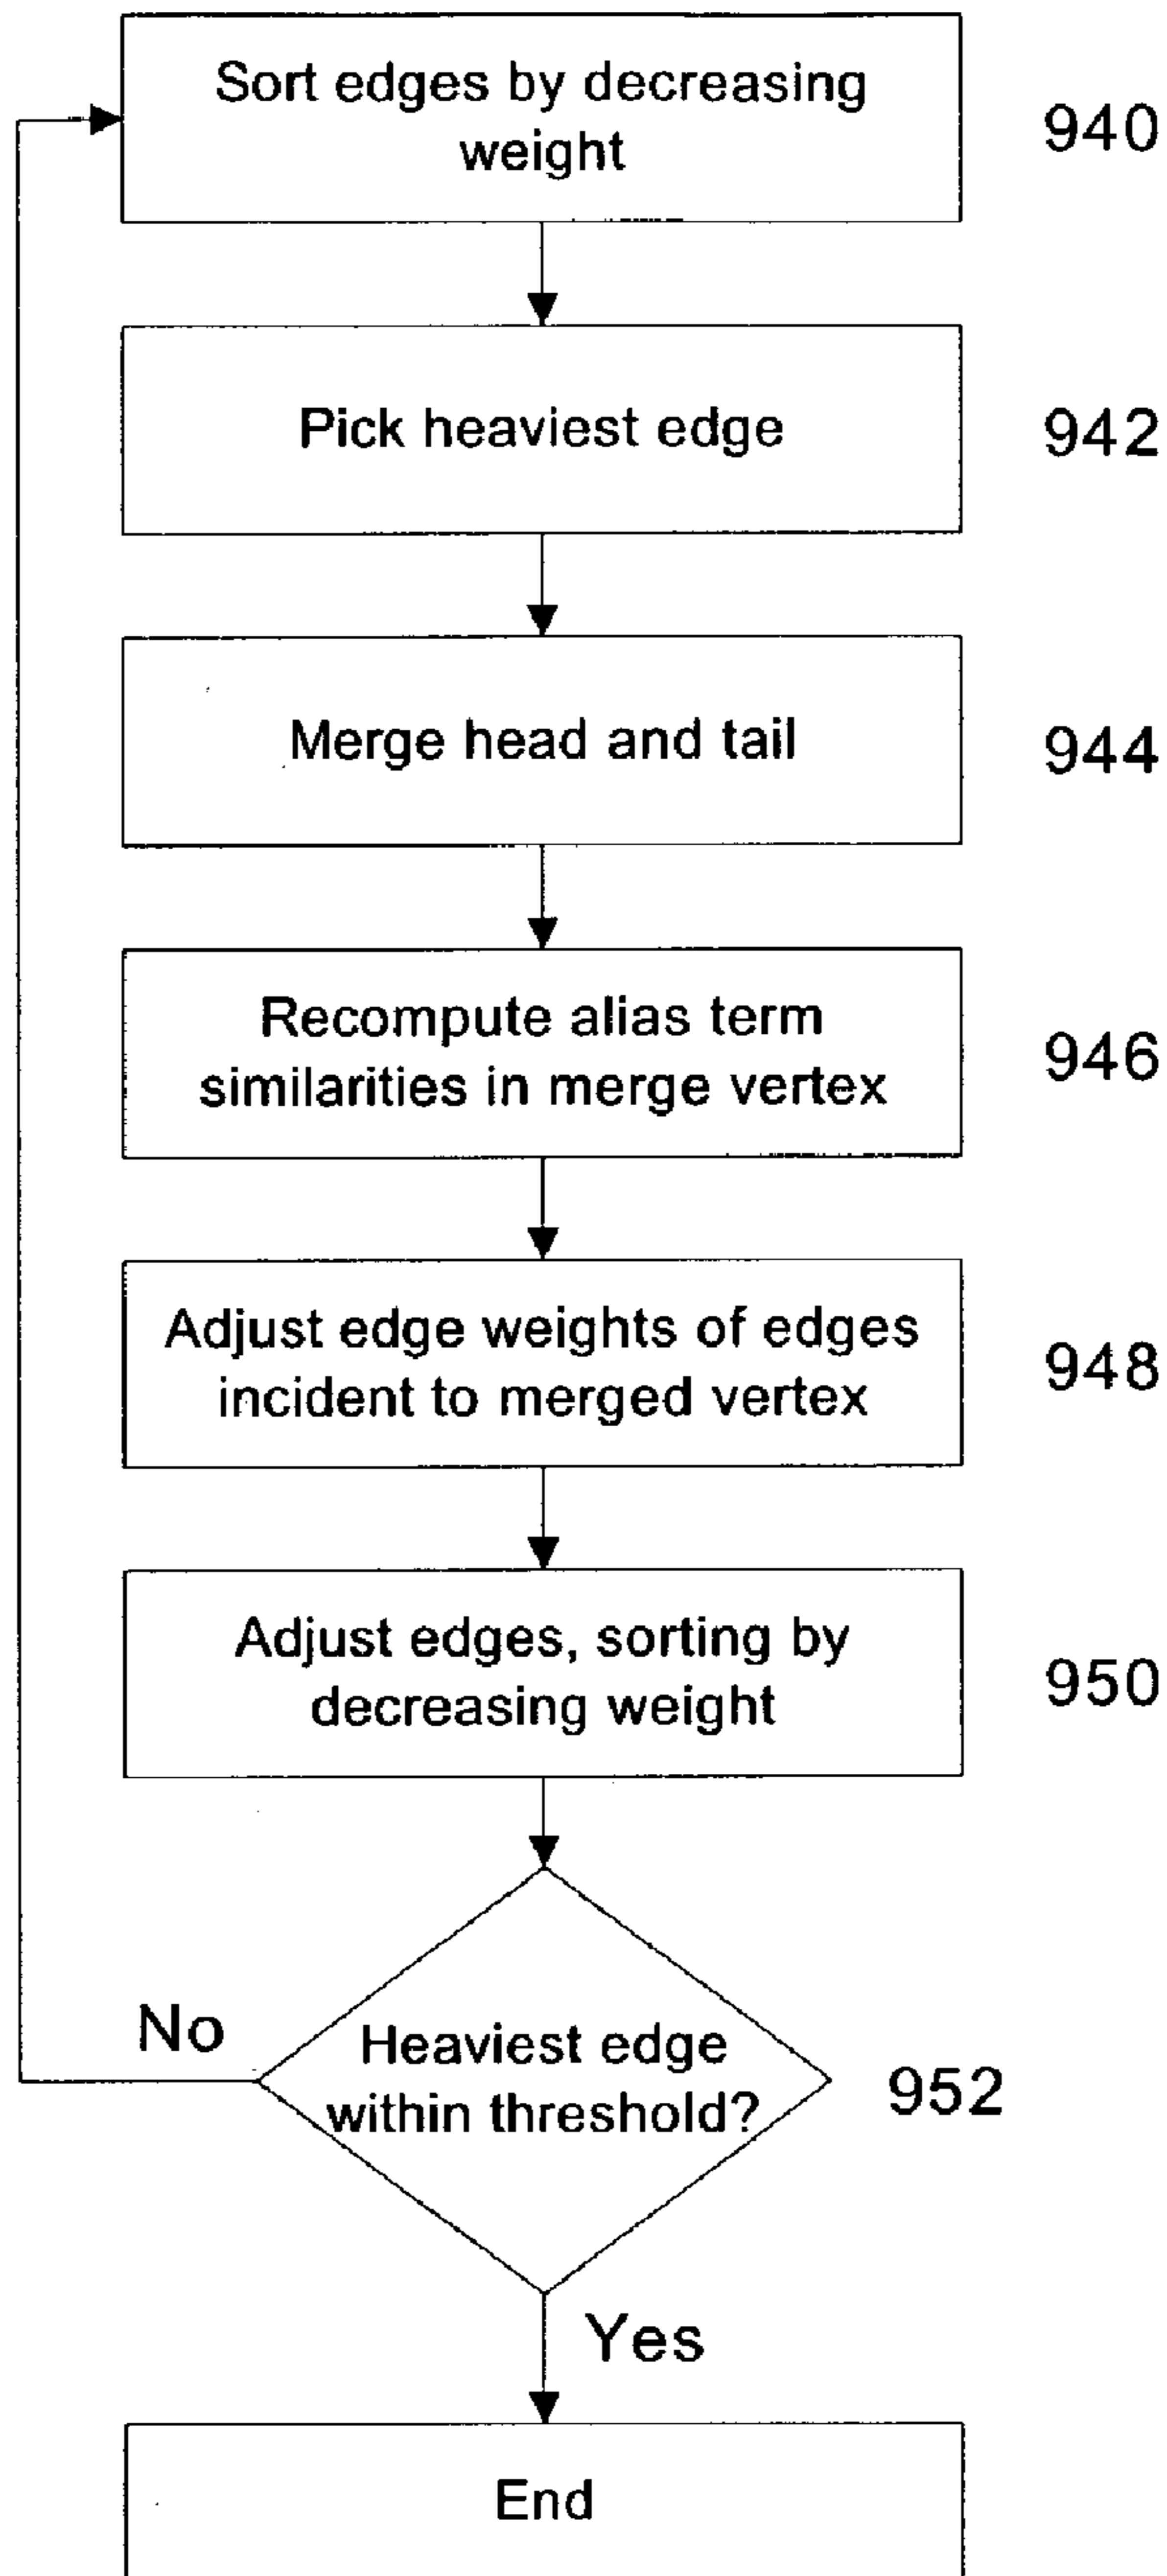 Sort edges by decreasing
weight
940
Pick heaviest edge
942
Merge head and tail
944
Recompute alias term
similarities in merge vertex
946
Adjust edge weights of edges
incident to merged vertex
948
Adjust edges, sorting by
decreasing weight
950
No
Heaviest edge
within threshold?
952
Yes
End